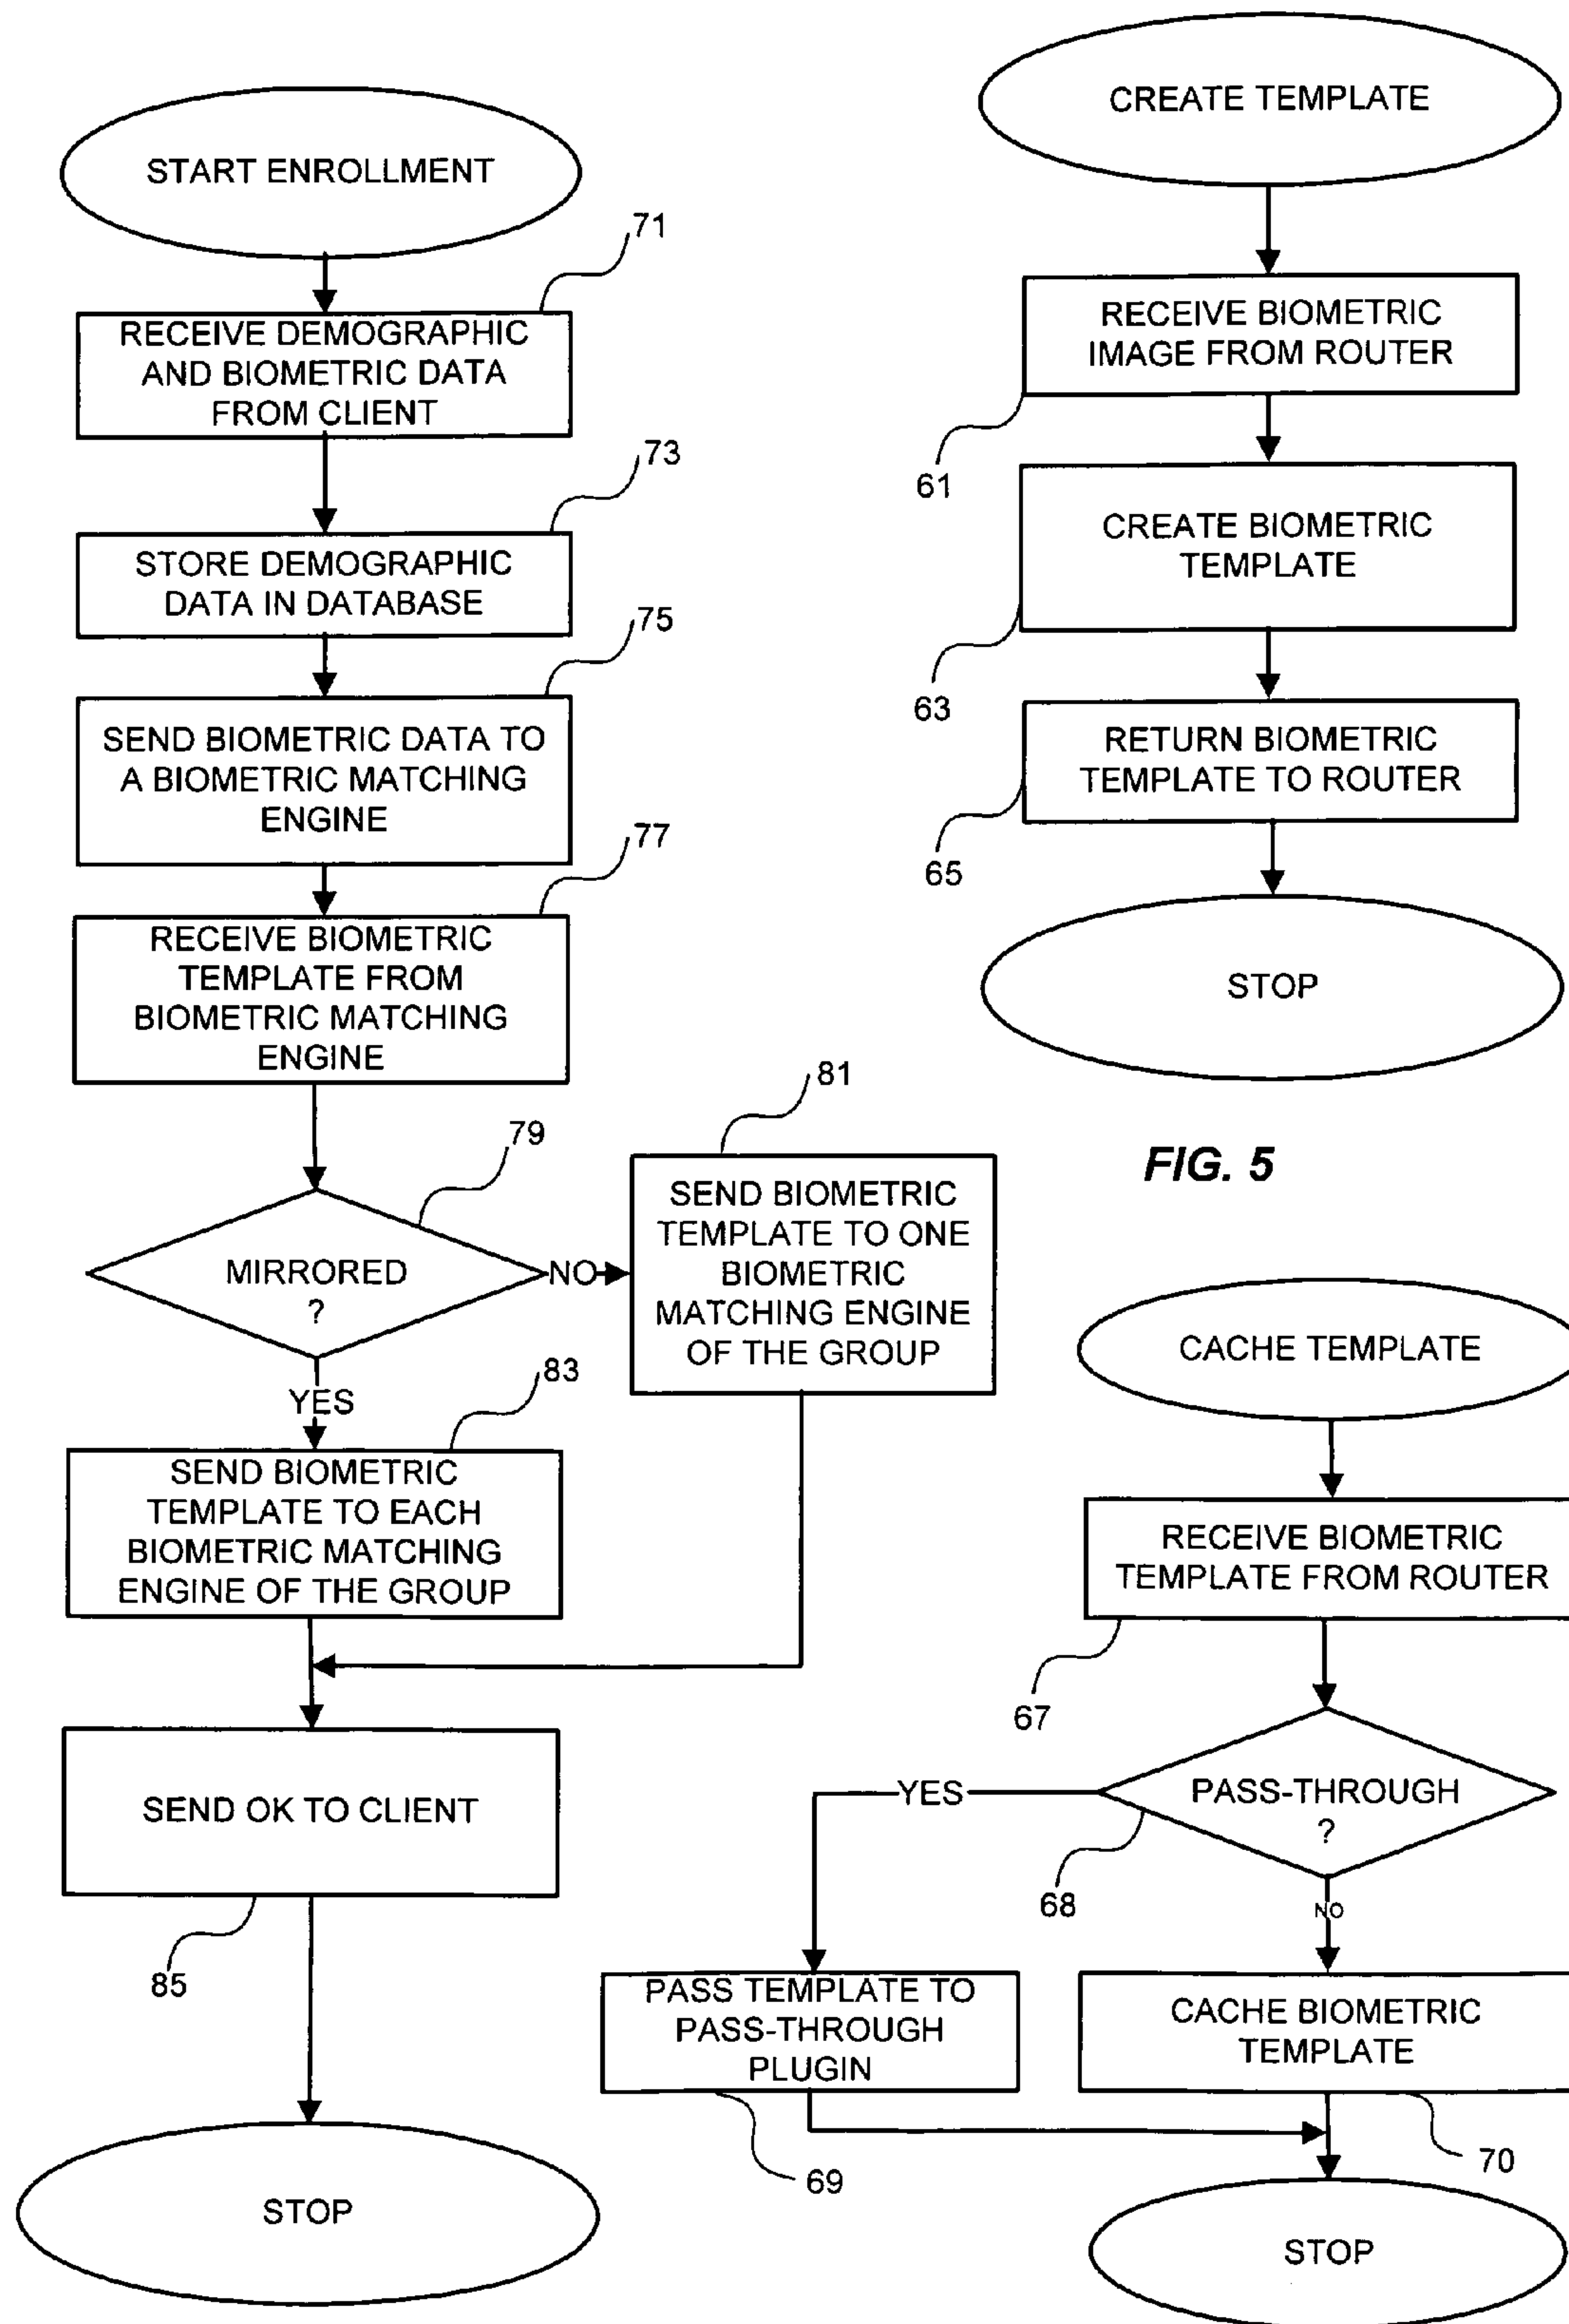 START ENROLLMENT
71
RECEIVE DEMOGRAPHIC
AND BIOMETRIC DATA
FROM CLIENT
73
STORE DEMOGRAPHIC
DATA IN DATABASE
75
SEND BIOMETRIC DATA TO
A BIOMETRIC MATCHING
ENGINE
77
RECEIVE BIOMETRIC
TEMPLATE FROM
BIOMETRIC MATCHING
ENGINE
79
MIRRORED
?
NO
81
SEND BIOMETRIC
TEMPLATE TO ONE
BIOMETRIC
MATCHING ENGINE
OF THE GROUP
YES
83
SEND BIOMETRIC
TEMPLATE TO EACH
BIOMETRIC MATCHING
ENGINE OF THE GROUP
SEND OK TO CLIENT
85
STOP
CREATE TEMPLATE
RECEIVE BIOMETRIC
IMAGE FROM ROUTER
61
CREATE BIOMETRIC
TEMPLATE
63
RETURN BIOMETRIC
TEMPLATE TO ROUTER
65
STOP
FIG. 5
CACHE TEMPLATE
RECEIVE BIOMETRIC
TEMPLATE FROM ROUTER
67
PASS-THROUGH
?
YES
68
NO
PASS TEMPLATE TO
PASS-THROUGH
PLUGIN
69
CACHE BIOMETRIC
TEMPLATE
70
STOP